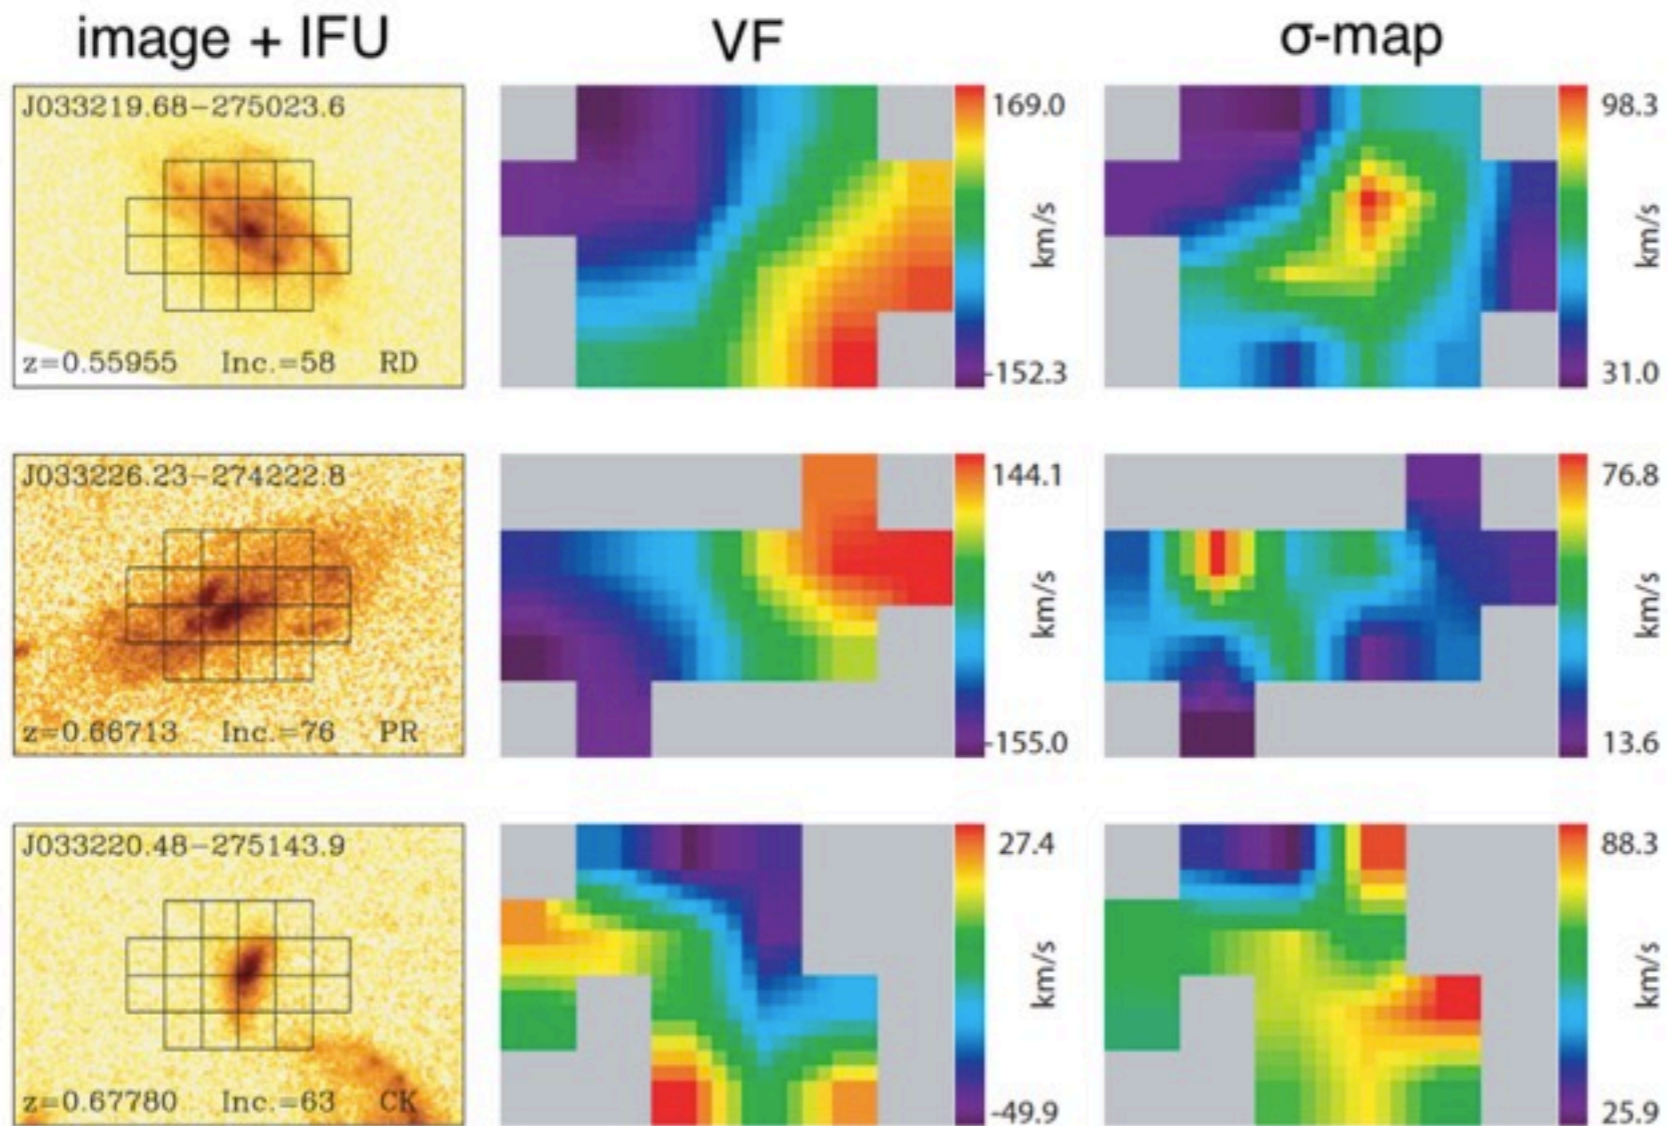 image + IFU
VF
σ-map
J033219.68−275023.6
z=0.55955 Inc.=58 RD
169.0
km/s
-152.3
98.3
km/s
31.0
J033226.23−274222.8
z=0.66713 Inc.=76 PR
144.1
km/s
-155.0
76.8
km/s
13.6
J033220.48−275143.9
z=0.67780 Inc.=63 CK
27.4
km/s
-49.9
88.3
km/s
25.9